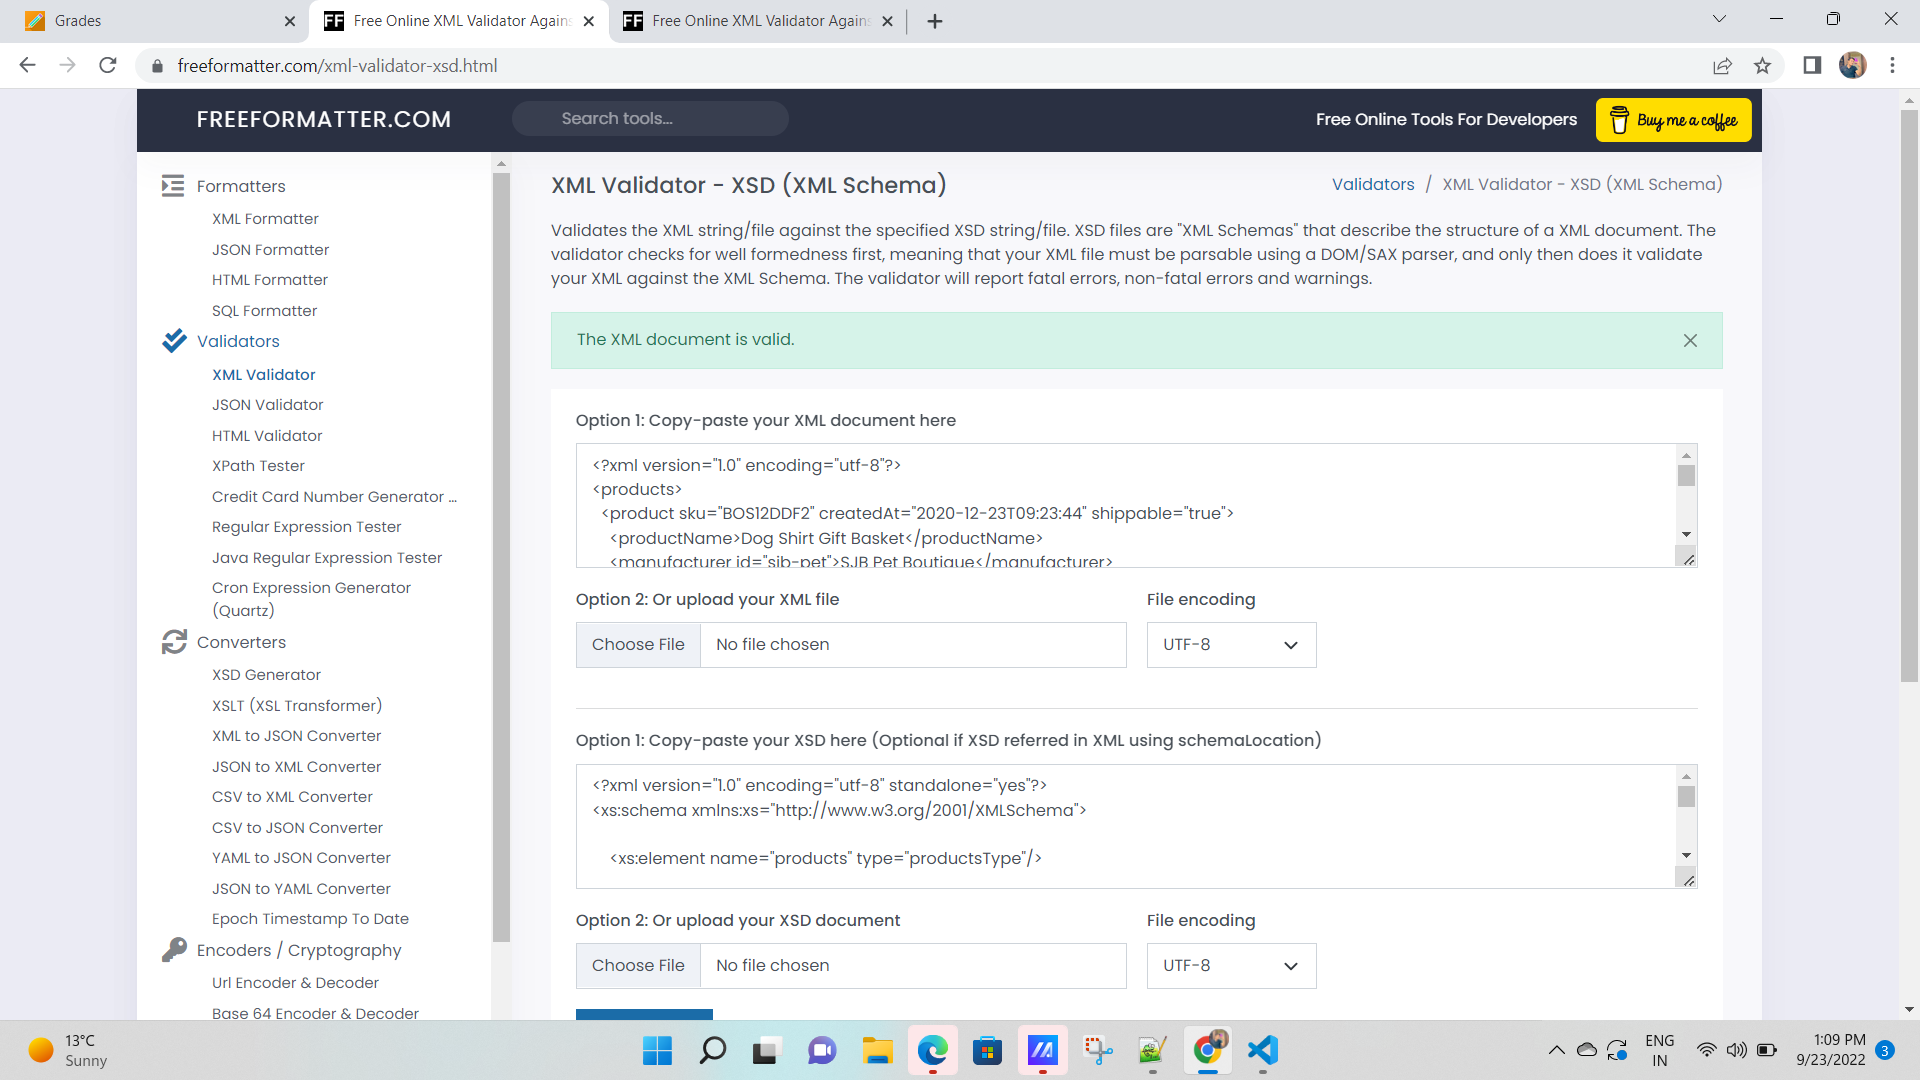 Grades
Free Online XML Validator Agains
Free Online XML Validator Agains
freeformatter.com/xml-validator-xsd.html
FREEFORMATTER.COM
Search tools...
Free Online Tools For Developers
Buy me a coffee
Formatters
XML Formatter
JSON Formatter
HTML Formatter
SQL Formatter
Validators
XML Validator
JSON Validator
HTML Validator
XPath Tester
Credit Card Number Generator ...
Regular Expression Tester
Java Regular Expression Tester
Cron Expression Generator
(Quartz)
Converters
XSD Generator
XSLT (XSL Transformer)
XML to JSON Converter
JSON to XML Converter
CSV to XML Converter
CSV to JSON Converter
YAML to JSON Converter
JSON to YAML Converter
Epoch Timestamp To Date
Encoders / Cryptography
Url Encoder & Decoder
Base 64 Encoder & Decoder
XML Validator - XSD (XML Schema)
Validators / XML Validator - XSD (XML Schema)
Validates the XML string/file against the specified XSD string/file. XSD files are "XML Schemas" that describe the structure of a XML document. The
validator checks for well formedness first, meaning that your XML file must be parsable using a DOM/SAX parser, and only then does it validate
your XML against the XML Schema. The validator will report fatal errors, non-fatal errors and warnings.
The XML document is valid.
Option 1: Copy-paste your XML document here
<?xml version="1.0" encoding="utf-8"?>
<products>
<product sku="BOS12DDF2" createdAt="2020-12-23T09:23:44" shippable="true">
<productName>Dog Shirt Gift Basket</productName>
<manufacturer id="sjb-pet">SJB Pet Boutique</manufacturer>
Option 2: Or upload your XML file
File encoding
Choose File No file chosen
UTF-8
Option 1: Copy-paste your XSD here (Optional if XSD referred in XML using schemaLocation)
<?xml version="1.0" encoding="utf-8" standalone="yes"?>
<xs:schema xmlns:xs="http://www.w3.org/2001/XMLSchema">
<xs:element name="products" type="productsType"/>
Option 2: Or upload your XSD document
File encoding
Choose File No file chosen
UTF-8
13°C
Sunny
ENG
IN
1:09 PM
9/23/2022
3